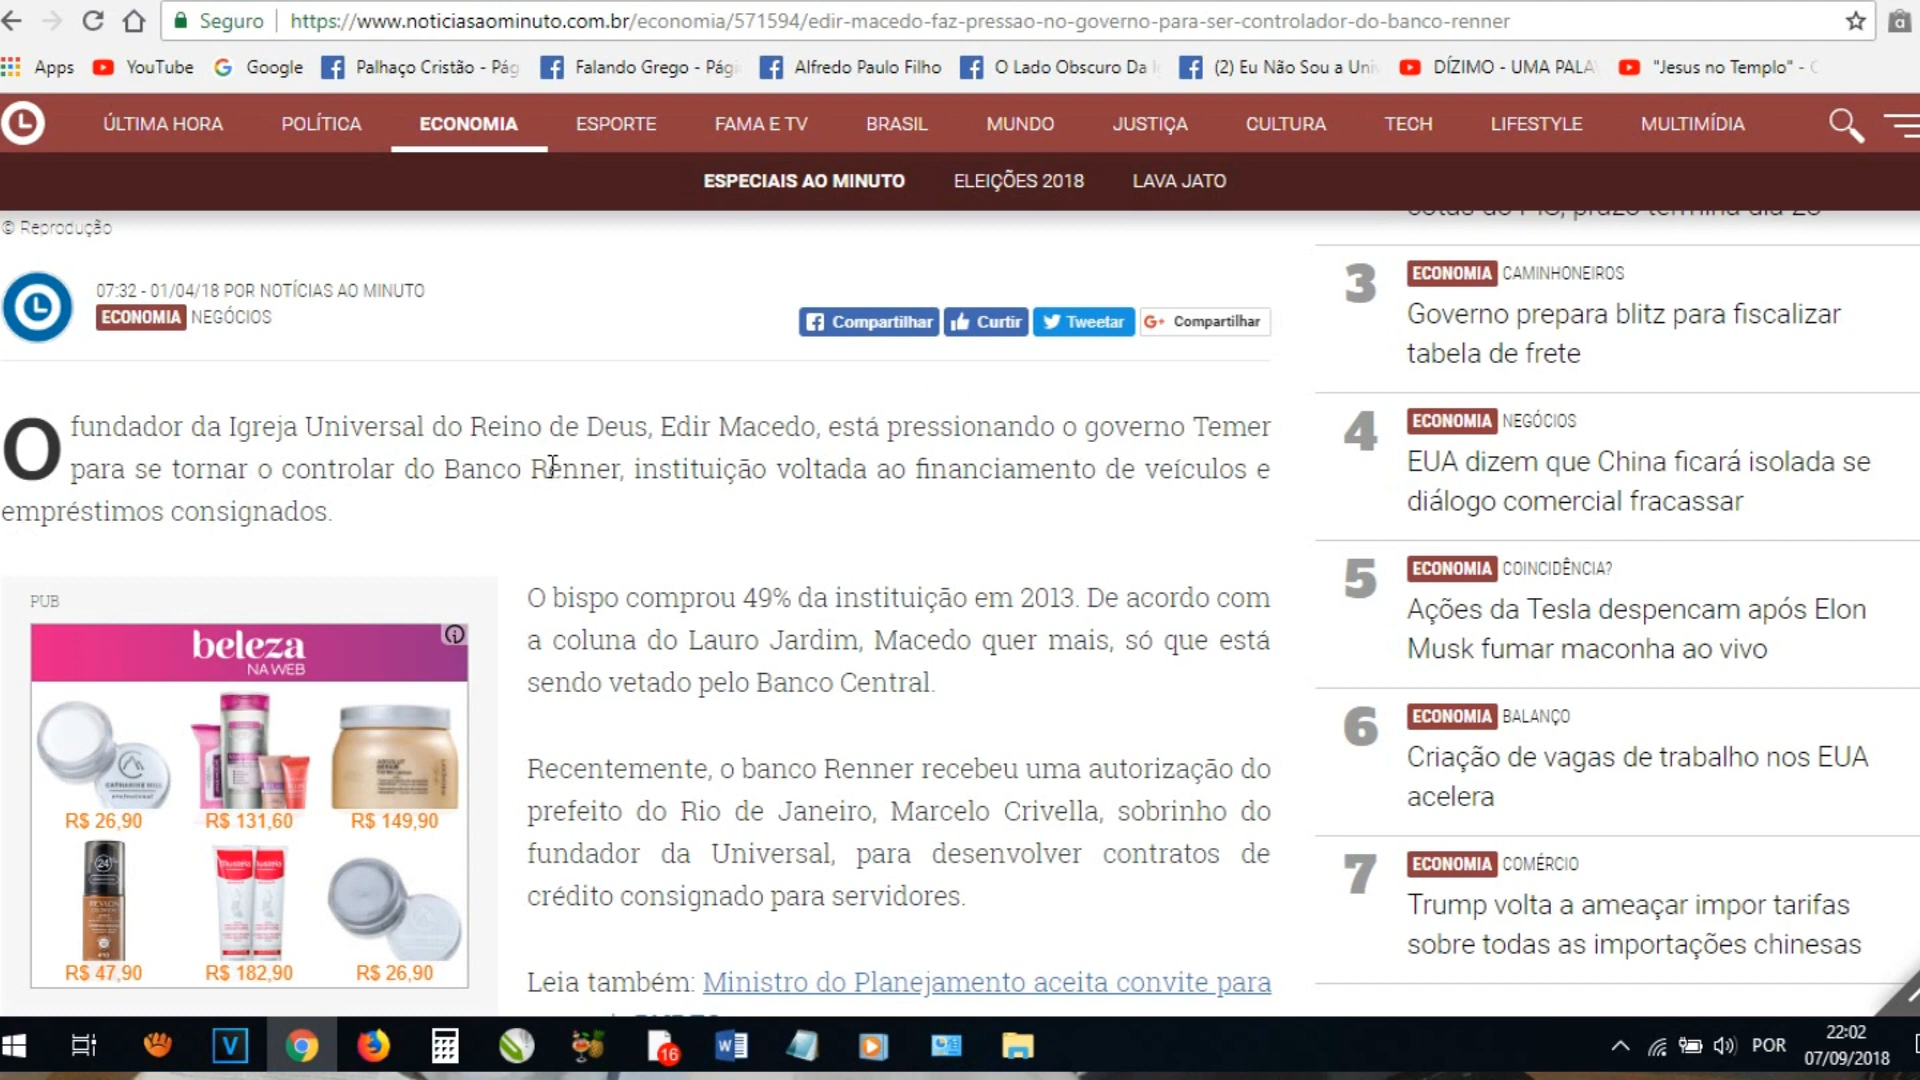 Seguro
https://www.noticiasaominuto.com.br/economia/571594/edir-macedo-faz-pressao-no-governo-para-ser-controlador-do-banco-renner
Apps
YouTube
Google
Palhaço Cristão - Pág
Falando Grego - Pági
Alfredo Paulo Filho
O Lado Obscuro Da
(2) Eu Não Sou a Uni
DÍZIMO - UMA PALA
"Jesus no Templo" -
ÚLTIMA HORA
POLÍTICA
ECONOMIA
ESPORTE
FAMA E TV
BRASIL
MUNDO
JUSTIÇA
CULTURA
TECH
LIFESTYLE
MULTIMÍDIA
ESPECIAIS AO MINUTO
ELEIÇÕES 2018
LAVA JATO
© Reprodução
07:32 - 01/04/18 POR NOTÍCIAS AO MINUTO
ECONOMIA NEGÓCIOS
Compartilhar
Curtir
Tweetar
G+ Compartilhar
O fundador da Igreja Universal do Reino de Deus, Edir Macedo, está pressionando o governo Temer
para se tornar o controlar do Banco Renner, instituição voltada ao financiamento de veículos e
empréstimos consignados.
PUB
beleza
NA WEB
R$ 26,90
R$ 131,60
R$ 149,90
R$ 47,90
R$ 182,90
R$ 26,90
O bispo comprou 49% da instituição em 2013. De acordo com
a coluna do Lauro Jardim, Macedo quer mais, só que está
sendo vetado pelo Banco Central.
Recentemente, o banco Renner recebeu uma autorização do
prefeito do Rio de Janeiro, Marcelo Crivella, sobrinho do
fundador da Universal, para desenvolver contratos de
crédito consignado para servidores.
Leia também: Ministro do Planejamento aceita convite para
3
ECONOMIA CAMINHONEIROS
Governo prepara blitz para fiscalizar
tabela de frete
4
ECONOMIA NEGÓCIOS
EUA dizem que China ficará isolada se
diálogo comercial fracassar
5
ECONOMIA COINCIDÊNCIA?
Ações da Tesla despencam após Elon
Musk fumar maconha ao vivo
6
ECONOMIA BALANÇO
Criação de vagas de trabalho nos EUA
acelera
7
ECONOMIA COMÉRCIO
Trump volta a ameaçar impor tarifas
sobre todas as importações chinesas
16
POR
22:02
07/09/2018